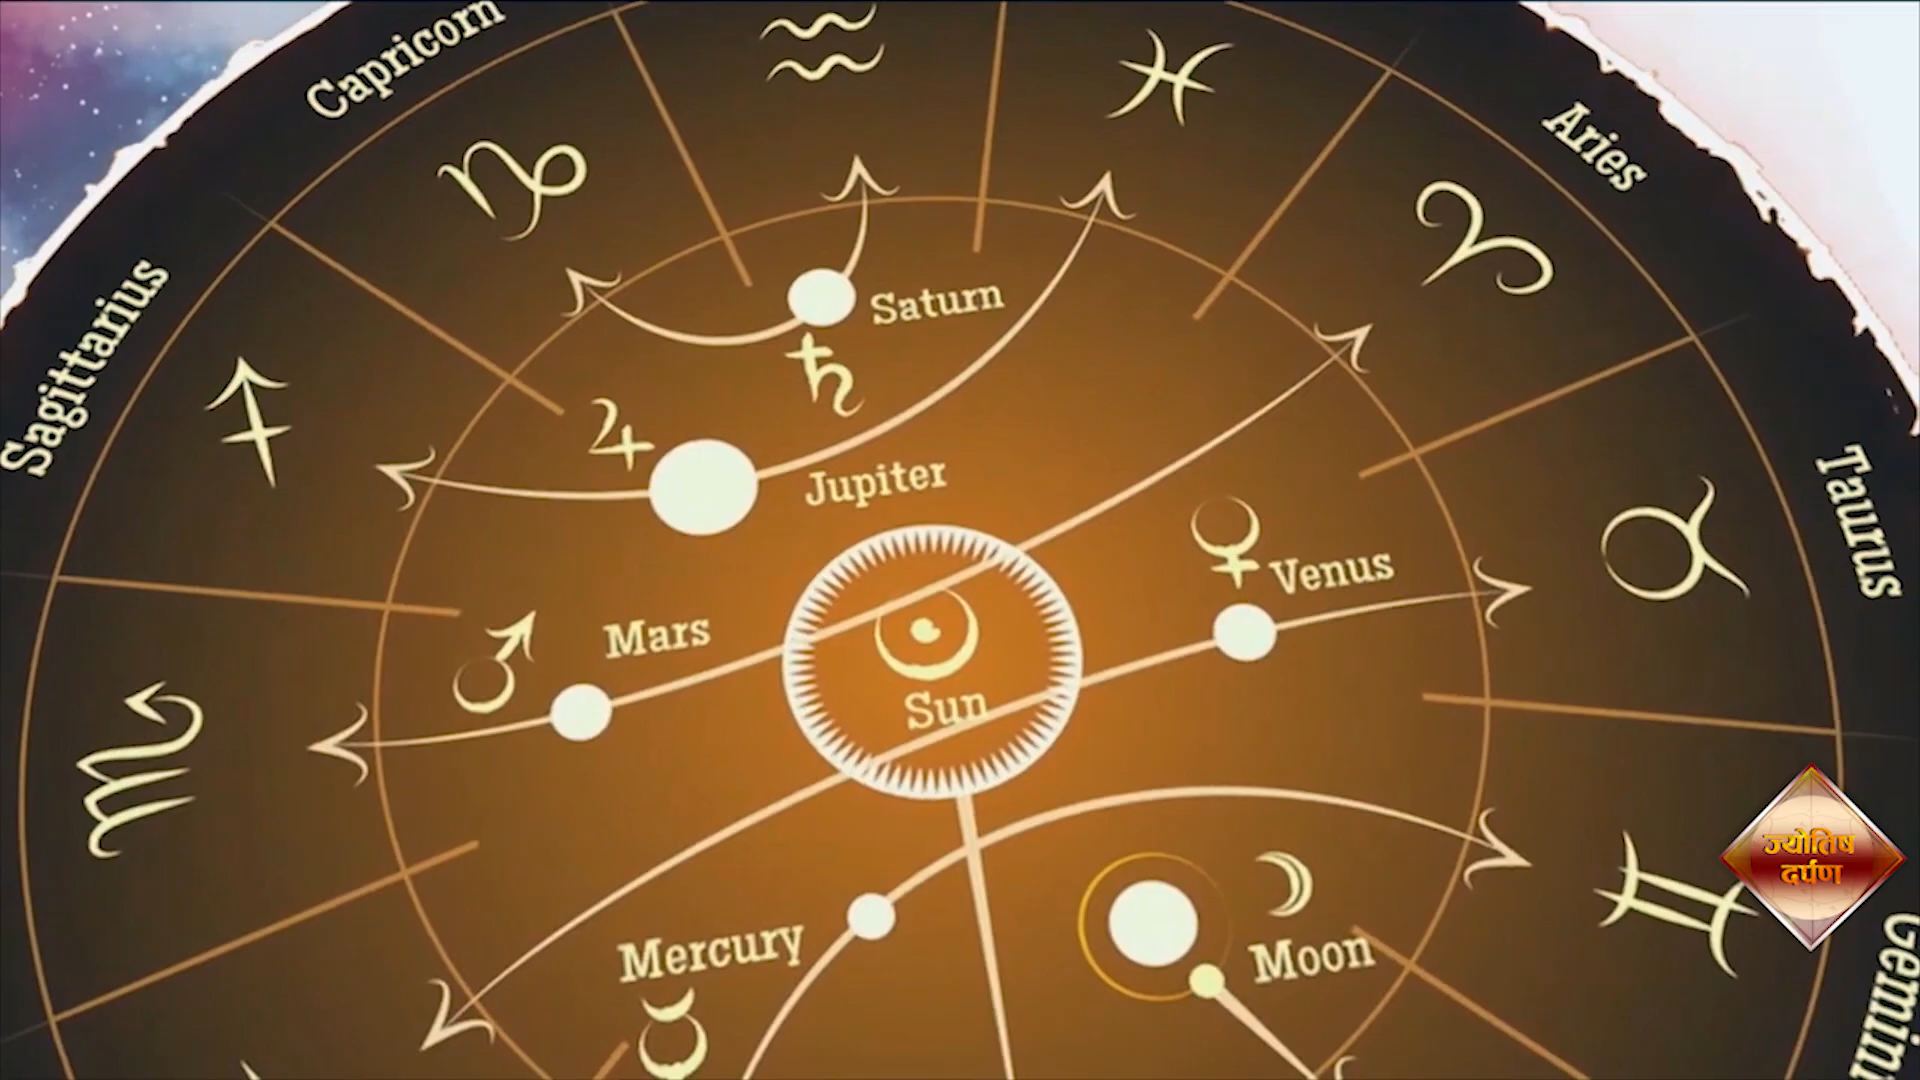 Capricorn
Aries
Sagittarius
Saturn
Taurus
Jupiter
Venus
Mars
Sun
ज्योतिष
दर्पण
Mercury
Moon
Gemini